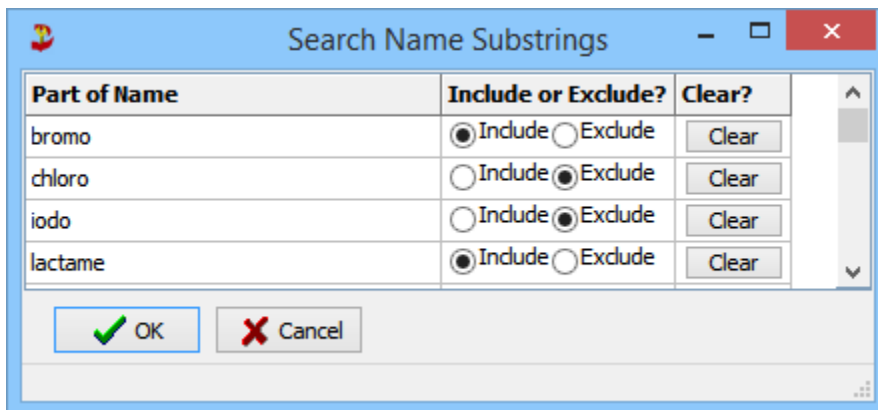 Search Name Substrings
Part of Name Include or Exclude? Clear?
bromo Include Exclude Clear
chloro Include Exclude Clear
iodo Include Exclude Clear
lactame Include Exclude Clear
OK Cancel